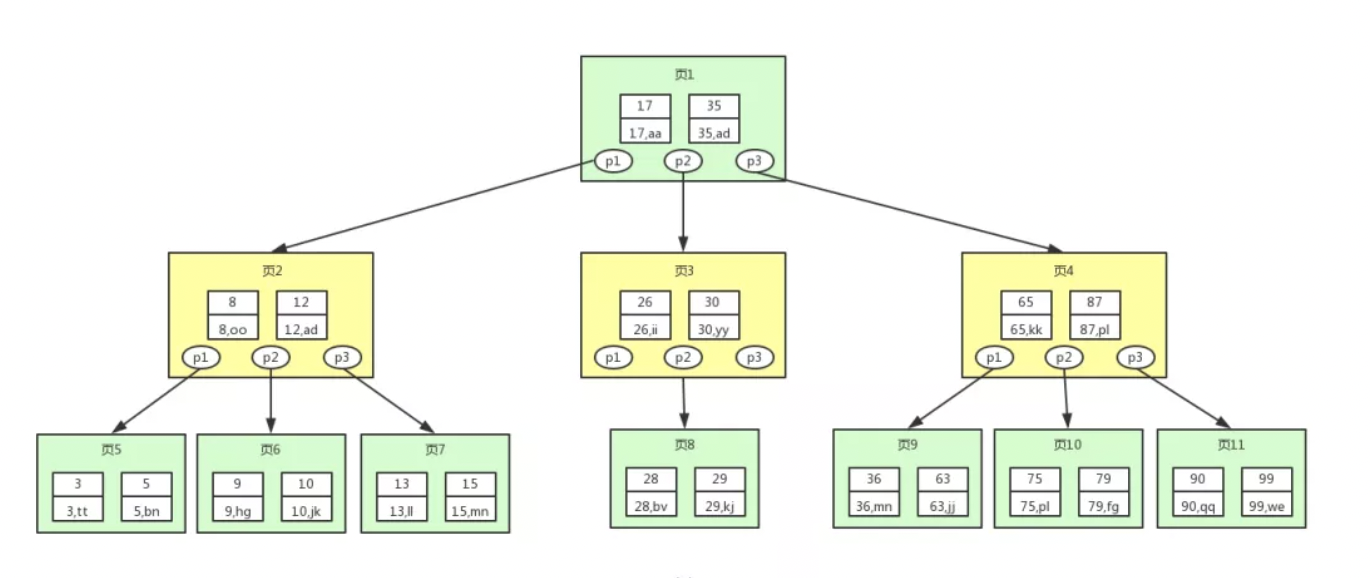 页1
17 35
17,aa 35,ad
p1 p2 p3
页2 页3 页4
8 12 26 30 65 87
8,oo 12,ad 26,ii 30,yy 65,kk 87,pl
p1 p2 p3 p1 p2 p3 p1 p2 p3
页5 页6 页7 页8 页9 页10 页11
3 5 9 10 13 15 28 29 36 63 75 79 90 99
3,tt 5,bn 9,hg 10,jk 13,ll 15,mn 28,bv 29,kj 36,mn 63,jj 75,pl 79,fg 90,qq 99,we